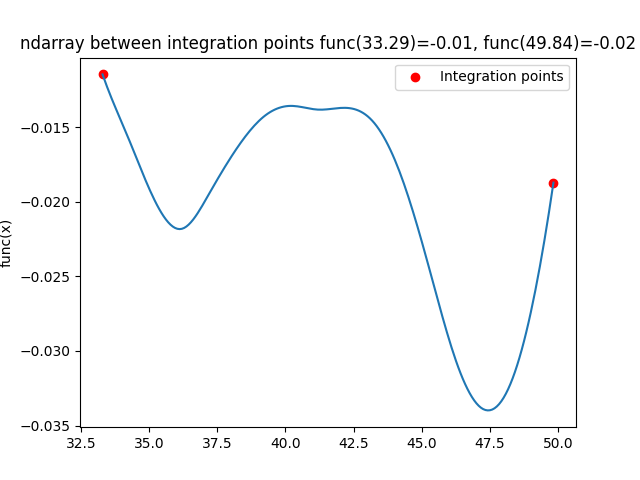 ndarray between integration points func(33.29)=-0.01, func(49.84)=-0.02
Integration points
func(x)
−0.015
−0.020
−0.025
−0.030
−0.035
32.5 35.0 37.5 40.0 42.5 45.0 47.5 50.0